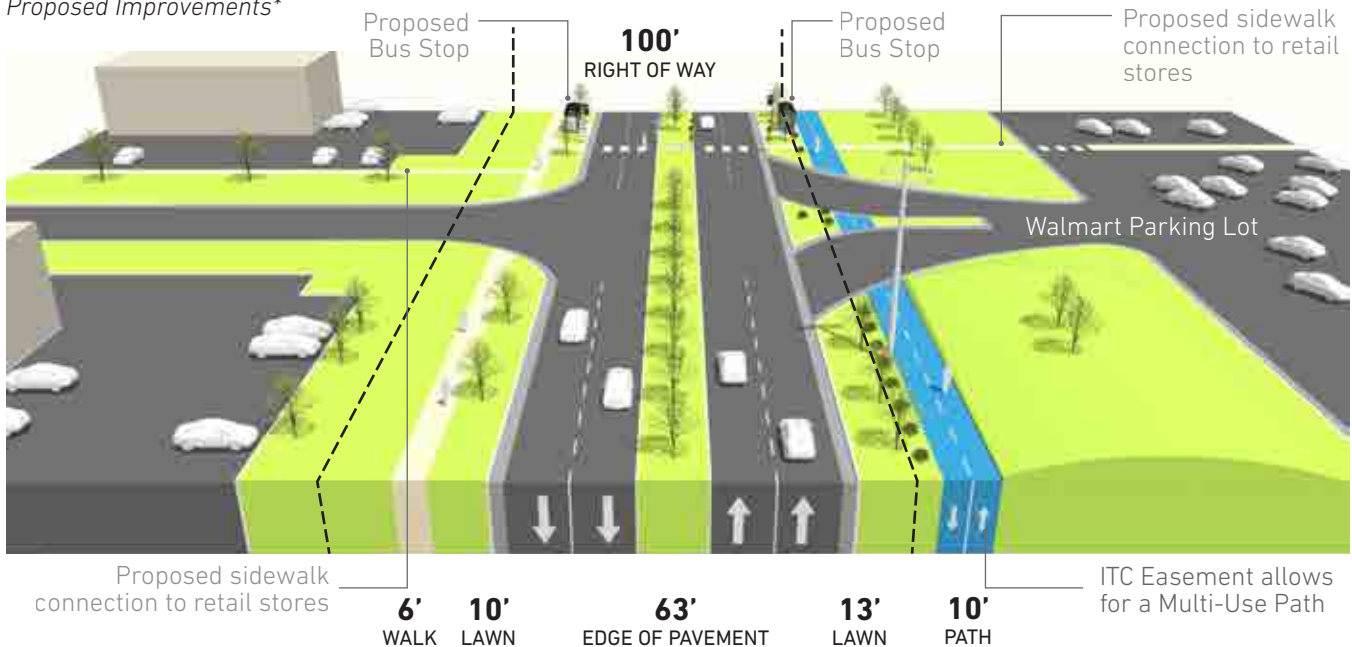 Proposed Improvements*
Proposed
Bus Stop
100'
RIGHT OF WAY
Proposed
Bus Stop
Proposed sidewalk
connection to retail
stores
Walmart Parking Lot
Proposed sidewalk
connection to retail stores
6'
WALK
10'
LAWN
63'
EDGE OF PAVEMENT
13'
LAWN
10'
PATH
ITC Easement allows
for a Multi-Use Path